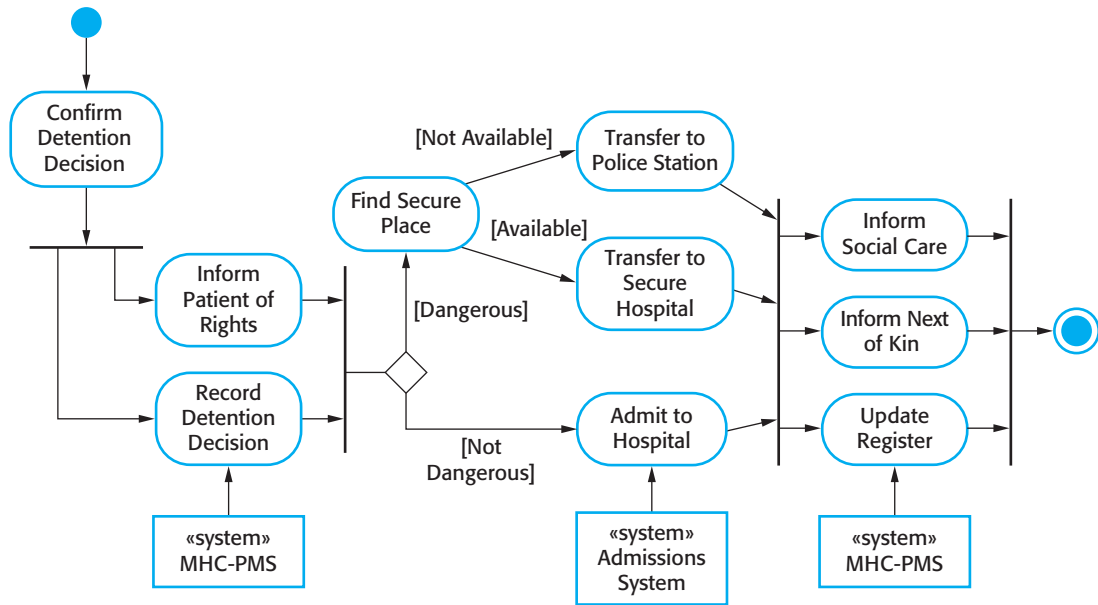 Confirm
Detention
Decision
Inform
Patient of
Rights
Record
Detention
Decision
«system»
MHC-PMS
Find Secure
Place
[Dangerous]
[Not
Dangerous]
[Not Available]
[Available]
Transfer to
Police Station
Transfer to
Secure
Hospital
Admit to
Hospital
«system»
Admissions
System
Inform
Social Care
Inform Next
of Kin
Update
Register
«system»
MHC-PMS